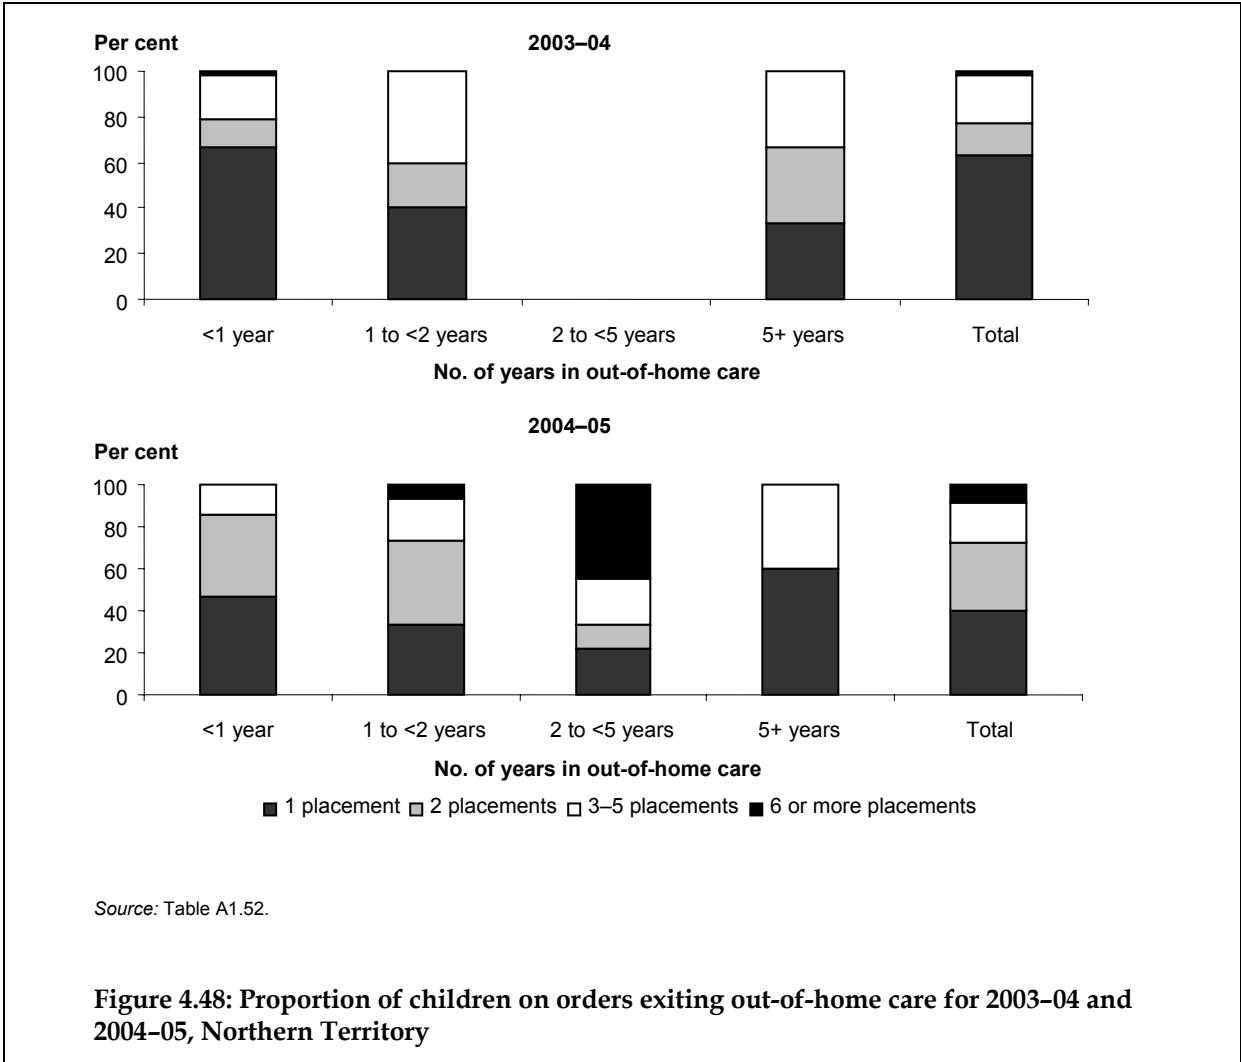 Per cent 2003–04
100
80
60
40
20
0
<1 year 1 to <2 years 2 to <5 years 5+ years Total
No. of years in out-of-home care
2004–05
Per cent
100
80
60
40
20
0
<1 year 1 to <2 years 2 to <5 years 5+ years Total
No. of years in out-of-home care
1 placement 2 placements 3–5 placements 6 or more placements
Source: Table A1.52.
Figure 4.48: Proportion of children on orders exiting out-of-home care for 2003–04 and
2004–05, Northern Territory